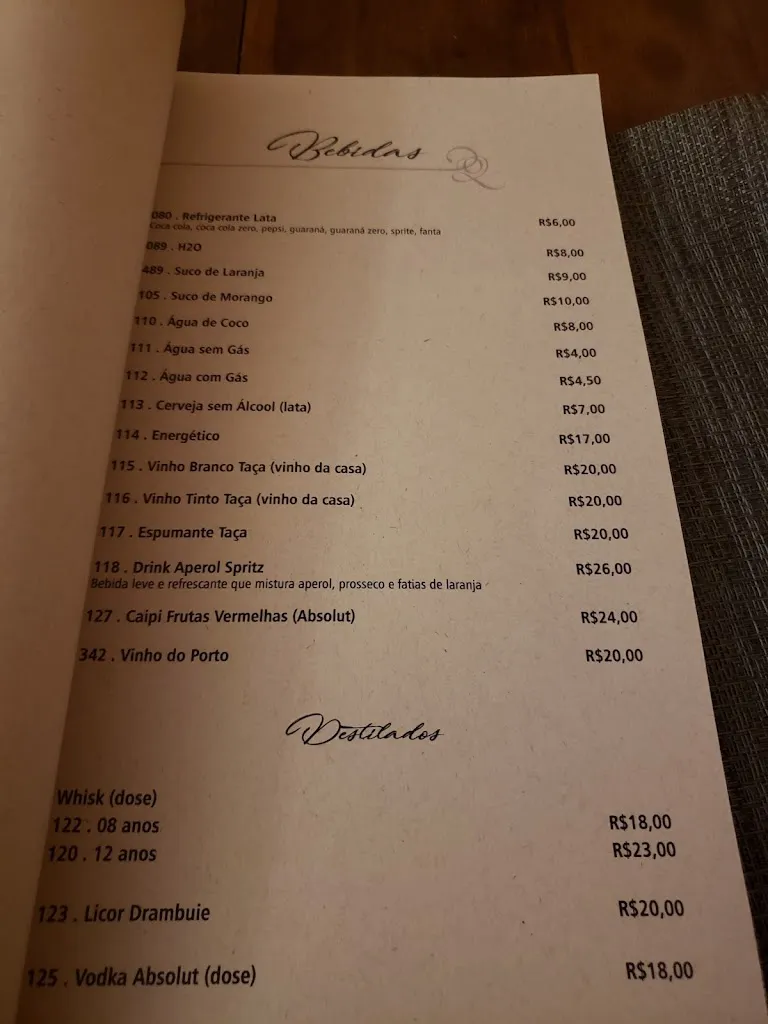 Bebidas
080 . Refrigerante Lata R$6,00
Coca cola, coca cola zero, pepsi, guaraná, guaraná zero, sprite, fanta
089 . H2O R$8,00
489 . Suco de Laranja R$9,00
105 . Suco de Morango R$10,00
110 . Água de Coco R$8,00
111 . Água sem Gás R$4,00
112 . Água com Gás R$4,50
113 . Cerveja sem Álcool (lata) R$7,00
114 . Energético R$17,00
115 . Vinho Branco Taça (vinho da casa) R$20,00
116 . Vinho Tinto Taça (vinho da casa) R$20,00
117 . Espumante Taça R$20,00
118 . Drink Aperol Spritz R$26,00
Bebida leve e refrescante que mistura aperol, prosseco e fatias de laranja
127 . Caipi Frutas Vermelhas (Absolut) R$24,00
342 . Vinho do Porto R$20,00
Destilados
Whisk (dose)
122 . 08 anos R$18,00
120 . 12 anos R$23,00
123 . Licor Drambuie R$20,00
125 . Vodka Absolut (dose) R$18,00